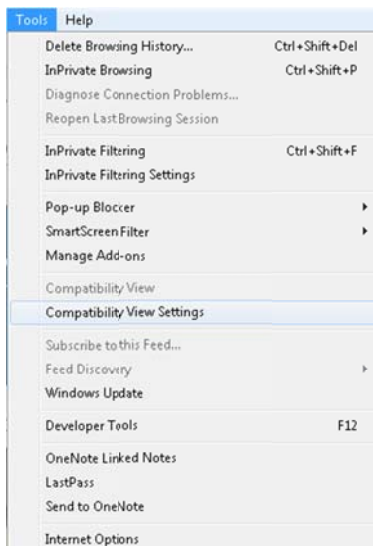 Tools Help
Delete Browsing History... Ctrl+Shift+Del
InPrivate Browsing Ctrl+Shift+P
Diagnose Connection Problems...
Reopen Last Browsing Session
InPrivate Filtering Ctrl+Shift+F
InPrivate Filtering Settings
Pop-up Blocker
SmartScreen Filter
Manage Add-ons
Compatibility View
Compatibility View Settings
Subscribe to this Feed...
Feed Discovery
Windows Update
Developer Tools F12
OneNote Linked Notes
LastPass
Send to OneNote
Internet Options